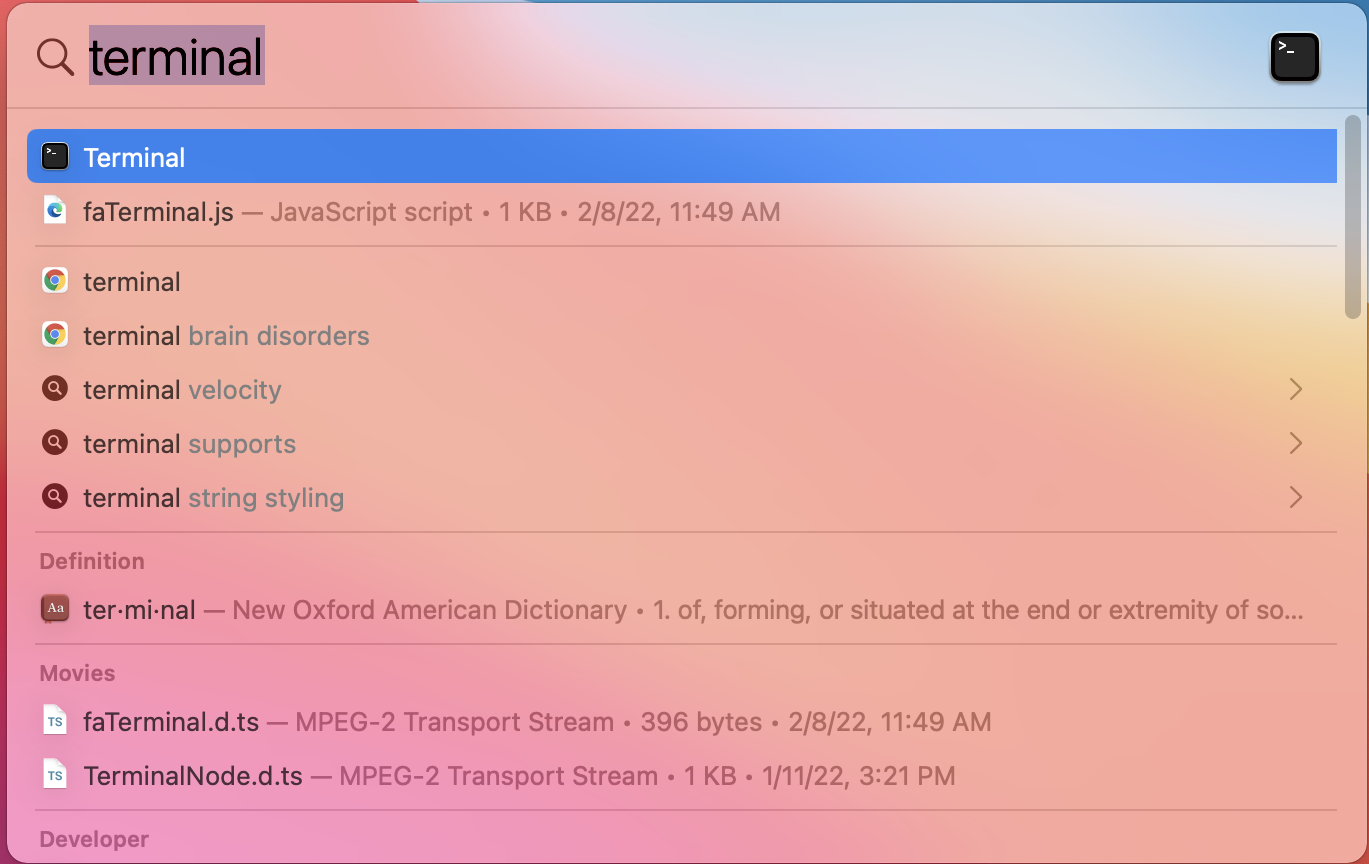 terminal
Terminal
faTerminal.js — JavaScript script • 1 KB • 2/8/22, 11:49 AM
terminal
terminal brain disorders
terminal velocity
terminal supports
terminal string styling
Definition
Aa ter·mi·nal — New Oxford American Dictionary • 1. of, forming, or situated at the end or extremity of so...
Movies
TS faTerminal.d.ts — MPEG-2 Transport Stream • 396 bytes • 2/8/22, 11:49 AM
TS TerminalNode.d.ts — MPEG-2 Transport Stream • 1 KB • 1/11/22, 3:21 PM
Developer